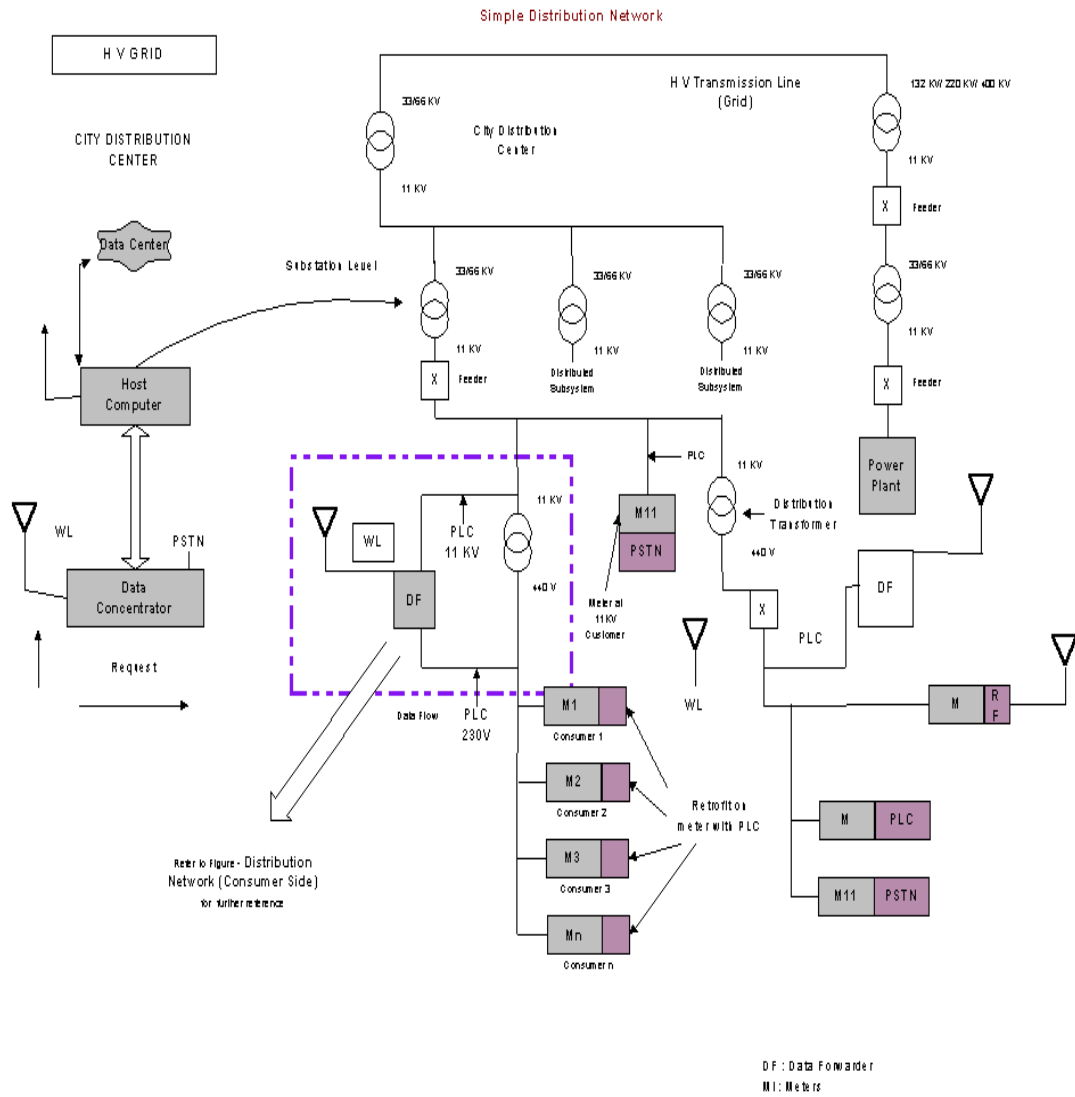 Simple Distribution Network
H V GRID
H V Transmission Line
(Grid)
132 KV/ 220 KV/ 400 KV
33/66 KV
CITY DISTRIBUTION
CENTER
City Distribution
Center
11 KV
11 KV
X
Feeder
Data Center
Substation Level
33/66 KV
33/66 KV
33/66 KV
33/66 KV
11 KV
11 KV
11 KV
11 KV
Distributed
Subsystem
Distributed
Subsystem
X
Feeder
X
Feeder
Host
Computer
PLC
11 KV
Power
Plant
11 KV
M11
PSTN
Distribution
Transformer
WL
PSTN
WL
PLC
11 KV
440 V
440 V
Data
Concentrator
DF
Meter at
11KV
Customer
X
DF
PLC
Request
WL
Data Flow
PLC
230V
M1
Consumer 1
M
R
F
M2
Consumer 2
Retrofit on
meter with PLC
M
PLC
M3
Consumer 3
Refer to Figure - Distribution
Network (Consumer Side)
for further reference
M11
PSTN
Mn
Consumer n
DF : Data Forwarder
MI : Meters